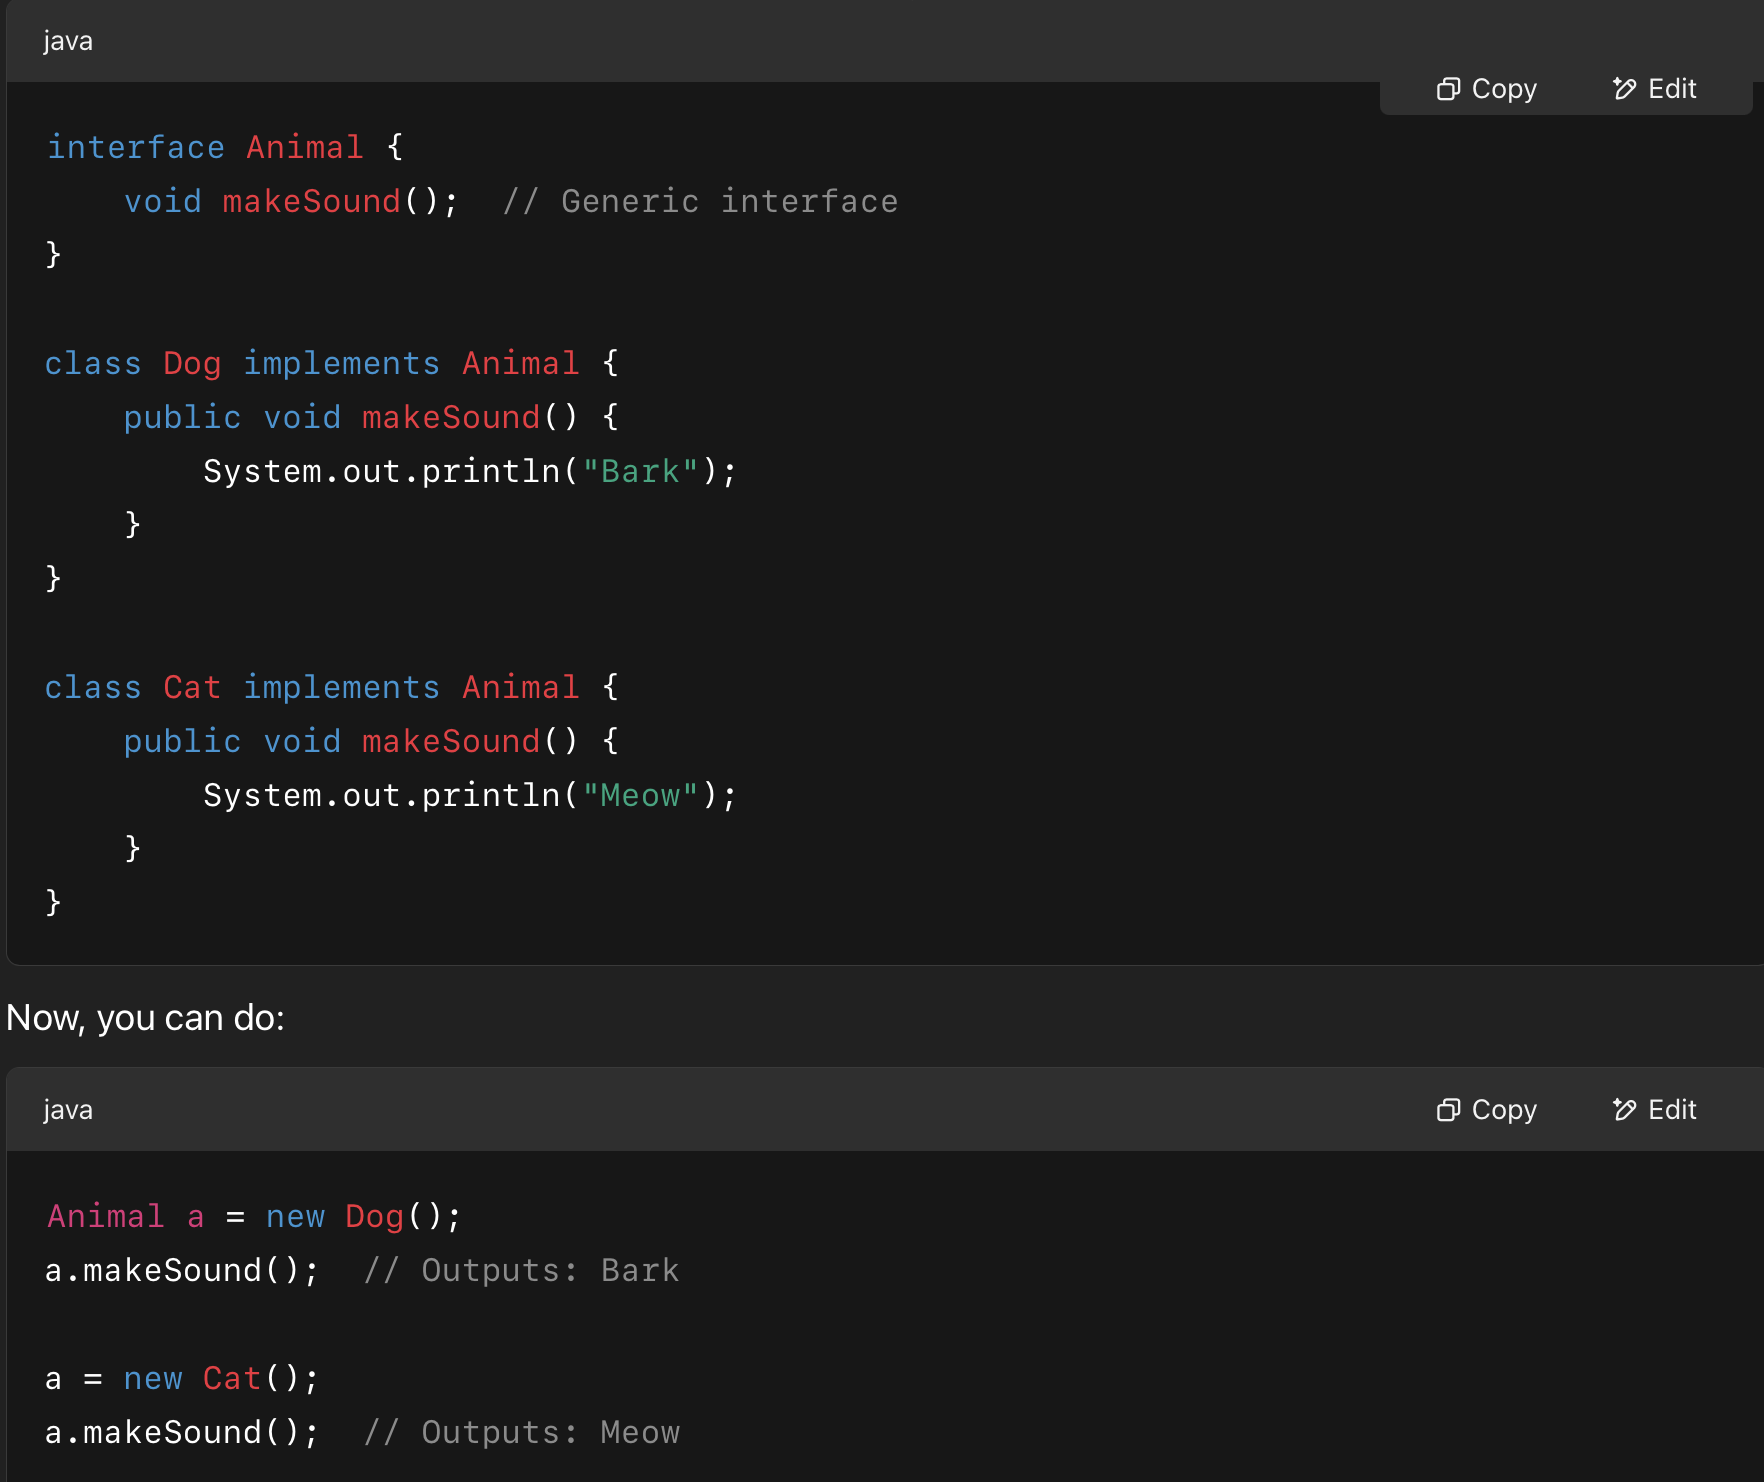 java
Copy Edit
interface Animal {
    void makeSound();  // Generic interface
}
class Dog implements Animal {
    public void makeSound() {
        System.out.println("Bark");
    }
}
class Cat implements Animal {
    public void makeSound() {
        System.out.println("Meow");
    }
}
Now, you can do:
java Copy Edit
Animal a = new Dog();
a.makeSound();  // Outputs: Bark
a = new Cat();
a.makeSound();  // Outputs: Meow